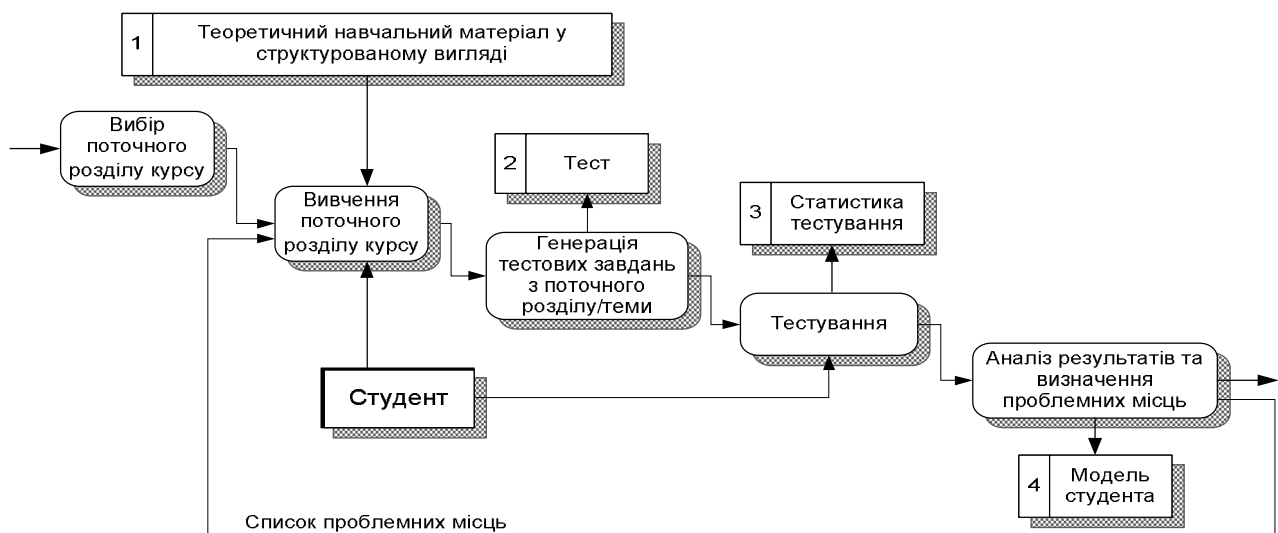 1
Теоретичний навчальний матеріал у
структурованому вигляді
Вибір
поточного
розділу курсу
2
Тест
Вивчення
поточного
розділу курсу
3
Статистика
тестування
Генерація
тестових завдань
з поточного
розділу/теми
Тестування
Студент
Аналіз результатів та
визначення
проблемних місць
4
Модель
студента
Список проблемних місць